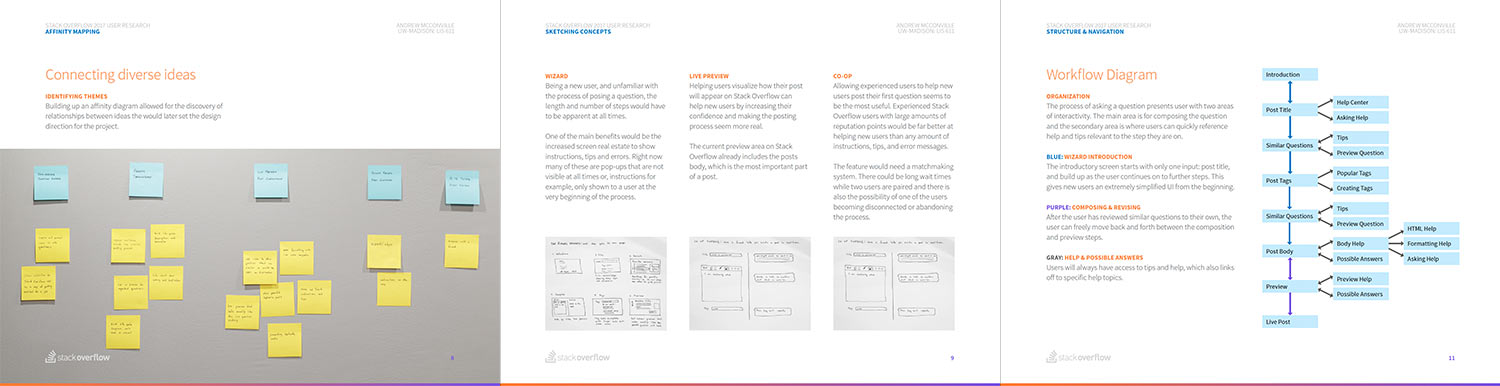 STACK OVERFLOW 2017 USER RESEARCH
AFFINITY MAPPING
ANDREW MCCONVILLE
UW-MADISON: LIS 611
Connecting diverse ideas
IDENTIFYING THEMES
Building up an affinity diagram allowed for the discovery of
relationships between ideas the would later set the design
direction for the project.
stackoverflow
8
STACK OVERFLOW 2017 USER RESEARCH
SKETCHING CONCEPTS
ANDREW MCCONVILLE
UW-MADISON: LIS 611
WIZARD
Being a new user, and unfamiliar with
the process of posing a question, the
length and number of steps would have
to be apparent at all times.
One of the main benefits would be the
increased screen real estate to show
instructions, tips and errors. Right now
many of these are pop-ups that are not
visible at all times or, instructions for
example, only shown to a user at the
very beginning of the process.
LIVE PREVIEW
Helping users visualize how their post
will appear on Stack Overflow can
help new users by increasing their
confidence and making the posting
process seem more real.
The current preview area on Stack
Overflow already includes the posts
body, which is the most important part
of a post.
CO-OP
Allowing experienced users to help new
users post their first question seems to
be the most useful. Experienced Stack
Overflow users with large amounts of
reputation points would be far better at
helping new users than any amount of
instructions, tips, and error messages.
The feature would need a matchmaking
system. There could be long wait times
while two users are paired and there is
also the possibility of one of the users
becoming disconnected or abandoning
the process.
stackoverflow
9
STACK OVERFLOW 2017 USER RESEARCH
STRUCTURE & NAVIGATION
ANDREW MCCONVILLE
UW-MADISON: LIS 611
Workflow Diagram
ORGANIZATION
The process of asking a question presents user with two areas
of interactivity. The main area is for composing the question
and the secondary area is where users can quickly reference
help and tips relevant to the step they are on.
BLUE: WIZARD INTRODUCTION
The introductory screen starts with only one input: post title,
and build up as the user continues on to further steps. This
gives new users an extremely simplified UI from the beginning.
PURPLE: COMPOSING & REVISING
After the user has reviewed similar questions to their own, the
user can freely move back and forth between the composition
and preview steps.
GRAY: HELP & POSSIBLE ANSWERS
Users will always have access to tips and help, which also links
off to specific help topics.
Introduction
Post Title
Help Center
Asking Help
Similar Questions
Tips
Preview Question
Post Tags
Popular Tags
Creating Tags
Similar Questions
Tips
Preview Question
Post Body
Body Help
Possible Answers
HTML Help
Formatting Help
Asking Help
Preview
Preview Help
Possible Answers
Live Post
stackoverflow
11